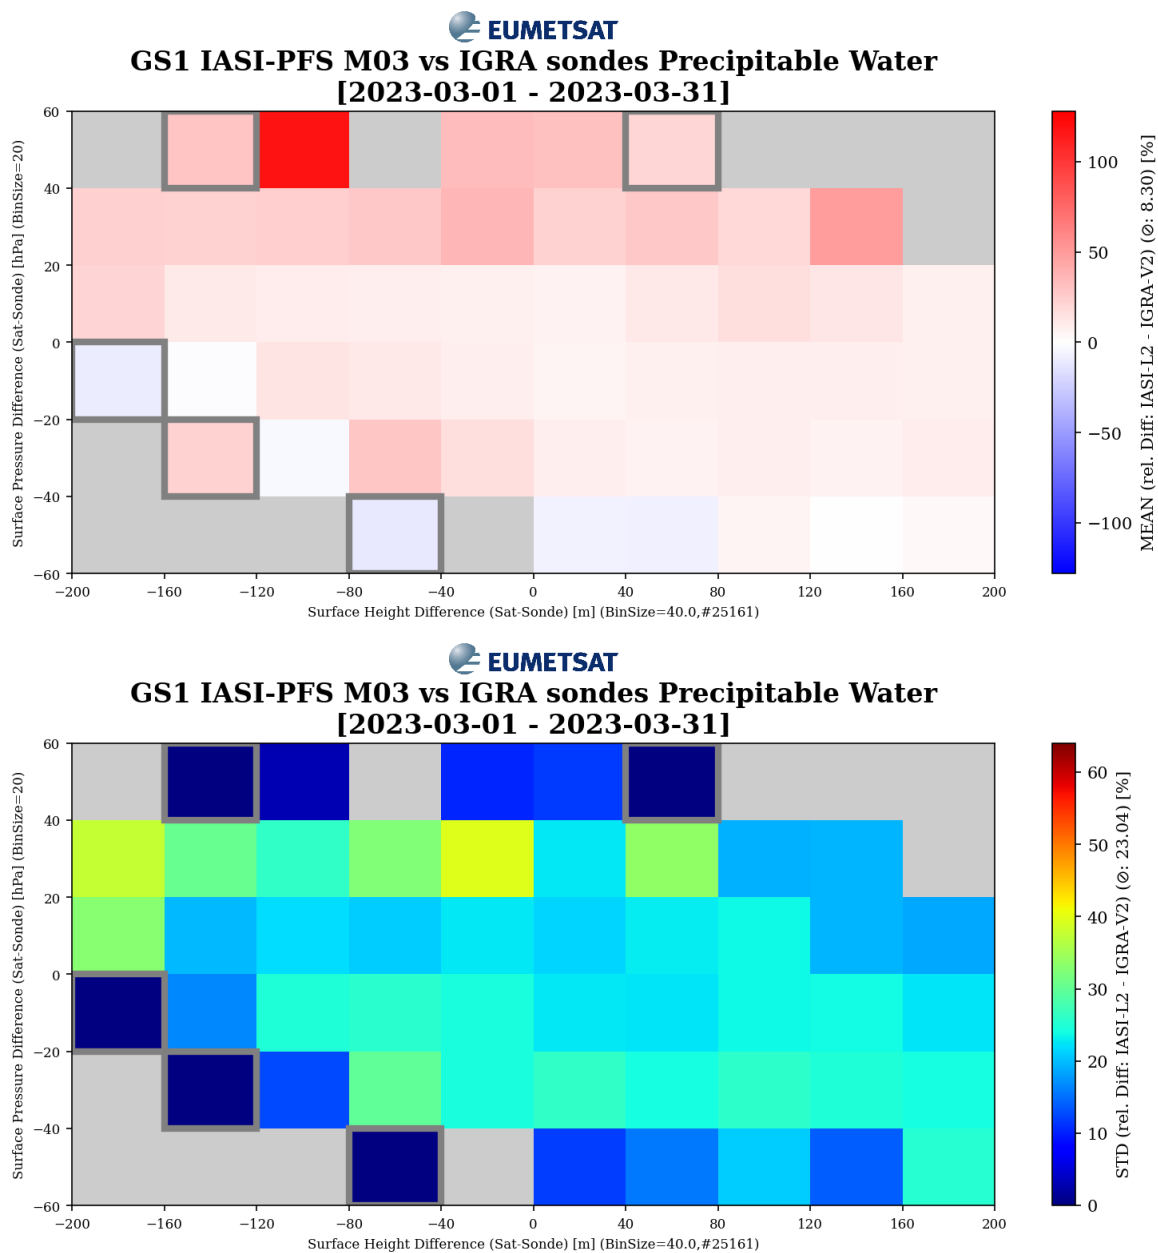 EUMETSAT
GS1 IASI-PFS M03 vs IGRA sondes Precipitable Water
[2023-03-01 - 2023-03-31]
60
40
20
0
−20
−40
−60
Surface Pressure Difference (Sat-Sonde) [hPa] (BinSize=20)
−200 −160 −120 −80 −40 0 40 80 120 160 200
Surface Height Difference (Sat-Sonde) [m] (BinSize=40.0,#25161)
100
50
0
−50
−100
MEAN (rel. Diff: IASI-L2 - IGRA-V2) (⌀: 8.30) [%]
EUMETSAT
GS1 IASI-PFS M03 vs IGRA sondes Precipitable Water
[2023-03-01 - 2023-03-31]
60
40
20
0
−20
−40
−60
Surface Pressure Difference (Sat-Sonde) [hPa] (BinSize=20)
−200 −160 −120 −80 −40 0 40 80 120 160 200
Surface Height Difference (Sat-Sonde) [m] (BinSize=40.0,#25161)
60
50
40
30
20
10
0
STD (rel. Diff: IASI-L2 - IGRA-V2) (⌀: 23.04) [%]